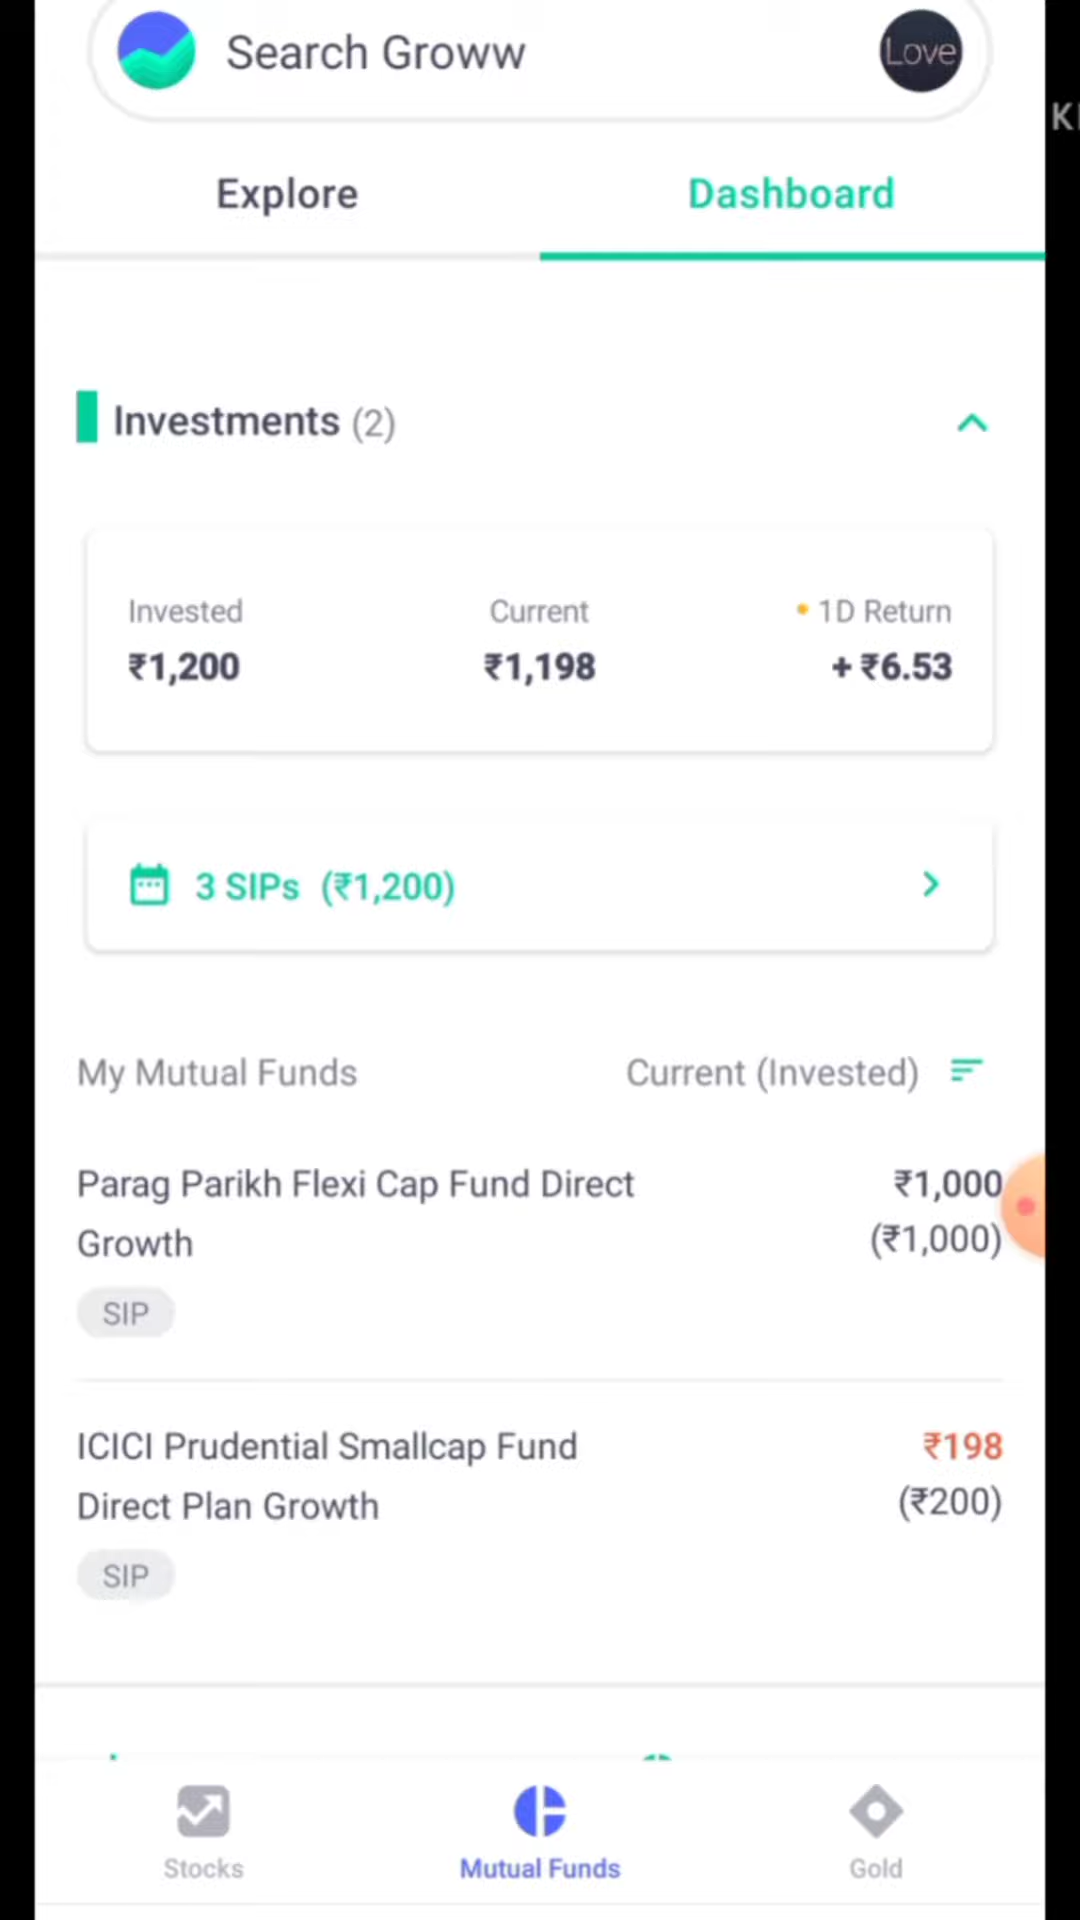 Search Groww
Love
Explore
Dashboard
Investments (2)
Invested
Current
1D Return
₹1,200
₹1,198
+ ₹6.53
3 SIPs (₹1,200)
My Mutual Funds
Current (Invested)
Parag Parikh Flexi Cap Fund Direct
Growth
₹1,000
(₹1,000)
SIP
ICICI Prudential Smallcap Fund
Direct Plan Growth
₹198
(₹200)
SIP
Stocks
Mutual Funds
Gold